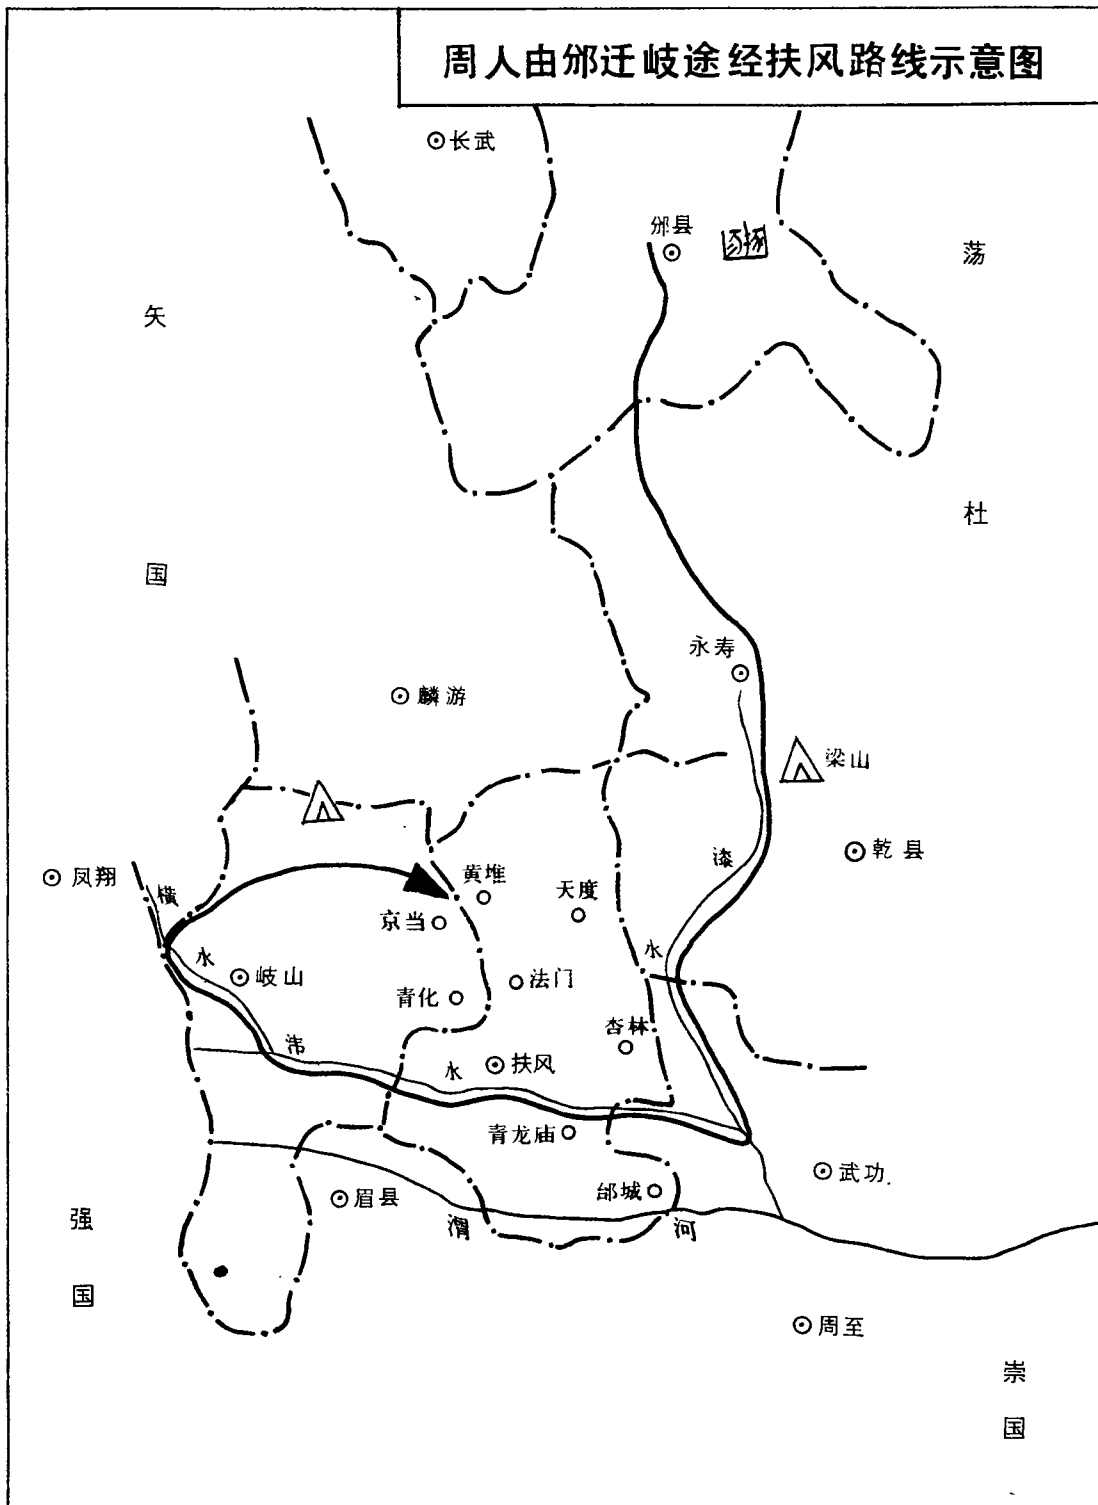 周人由邠迁岐途经扶风路线示意图
长武
邠县
荡
矢
杜
国
永寿
麟游
梁山
漆
乾县
凤翔
黄堆
天度
横
京当
水
水
岐山
法门
青化
杏林
水
扶风
青龙庙
武功
邰城
眉县
渭
河
强
国
周至
崇
国